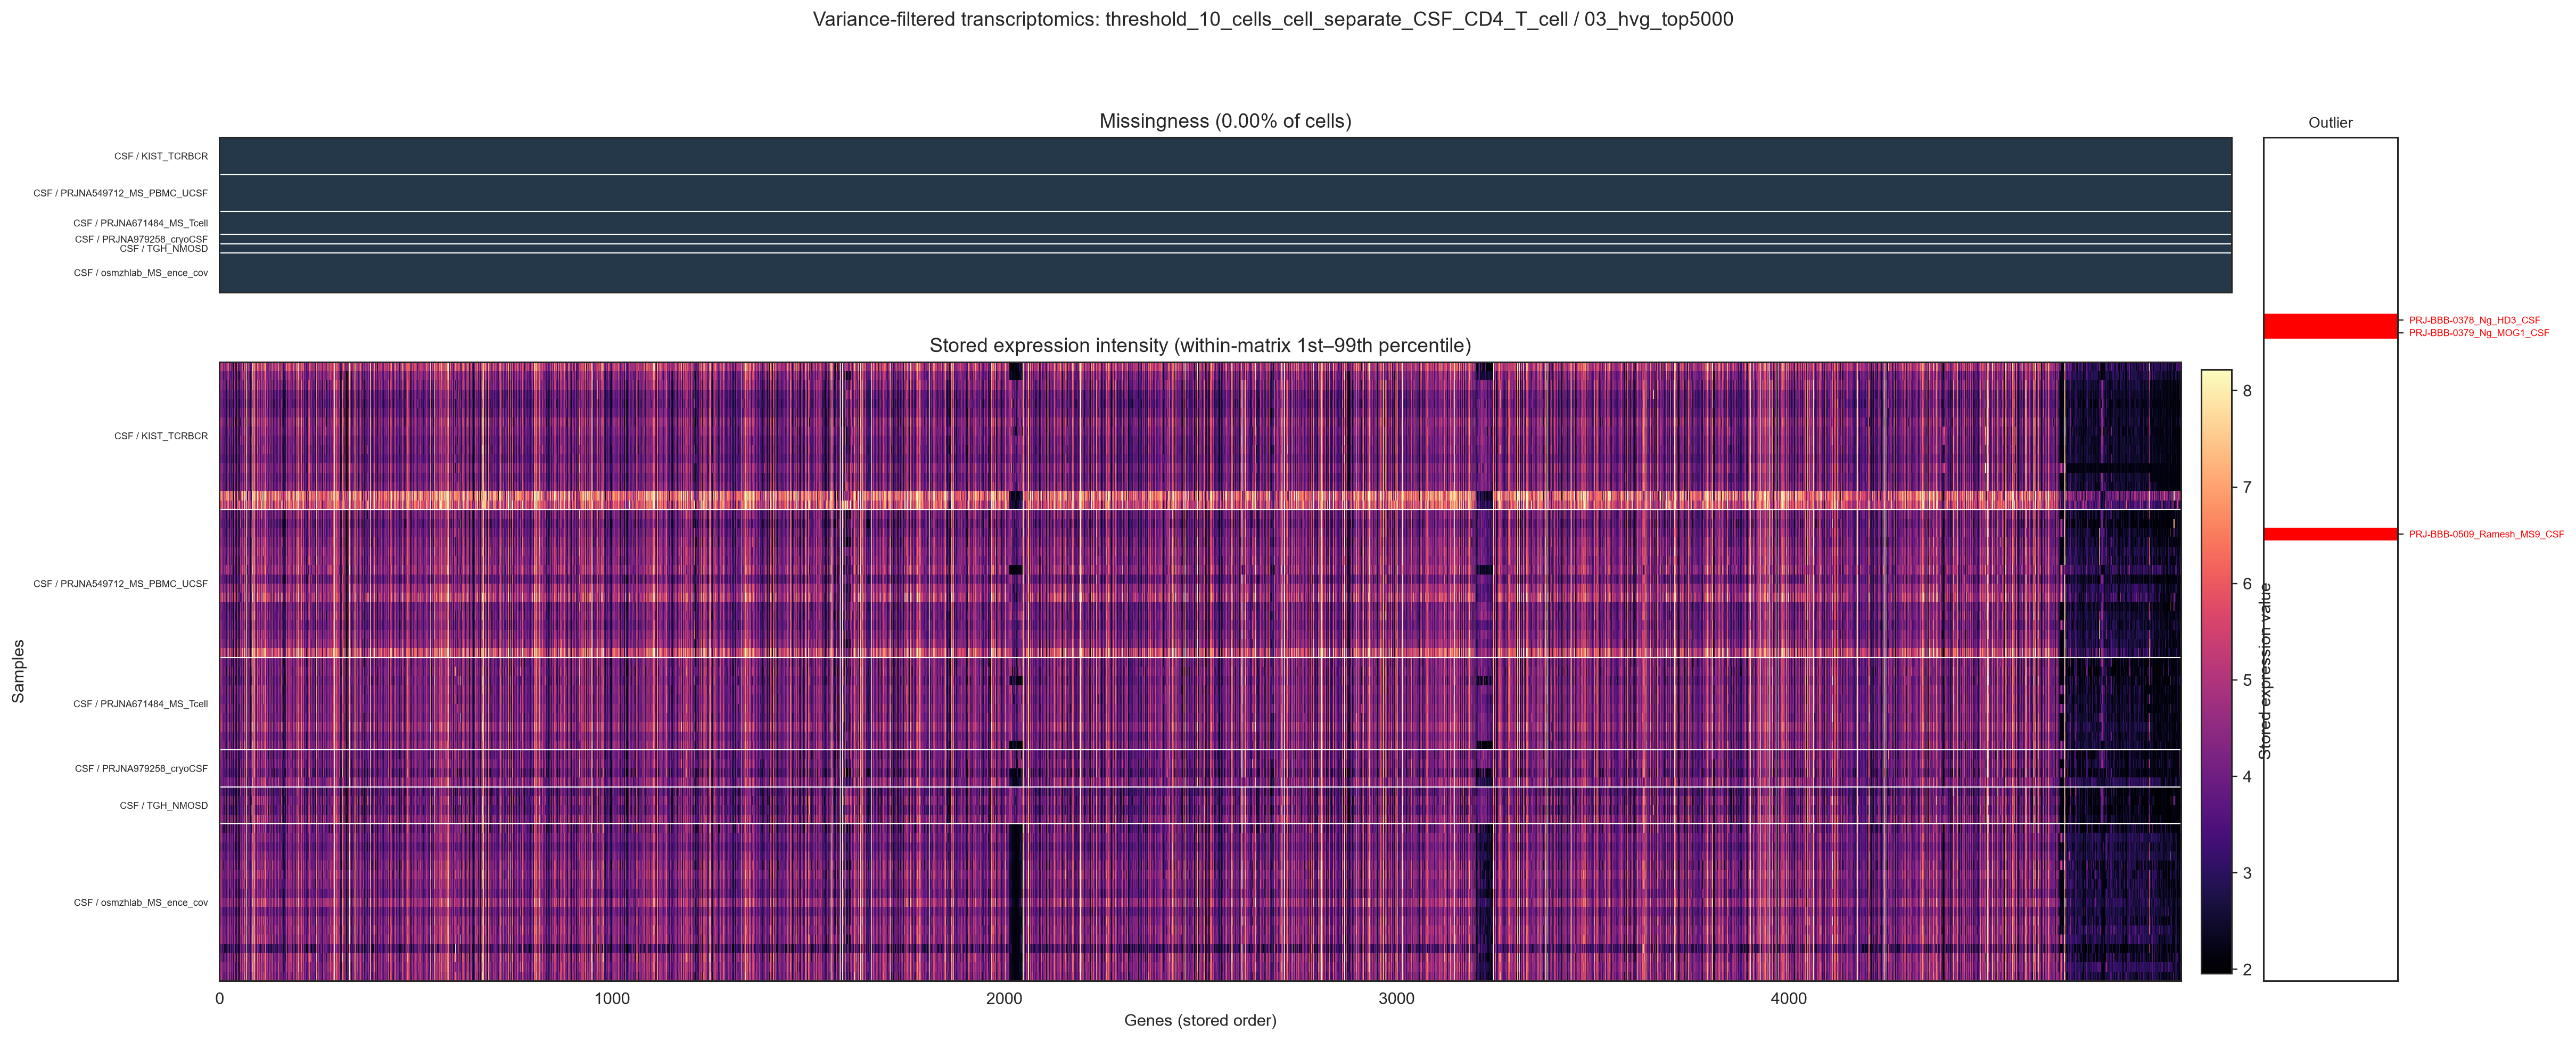 Variance-filtered transcriptomics: threshold_10_cells_cell_separate_CSF_CD4_T_cell / 03_hvg_top5000
Missingness (0.00% of cells)
Outlier
CSF / KIST_TCRBCR
CSF / PRJNA549712_MS_PBMC_UCSF
CSF / PRJNA671484_MS_Tcell
CSF / PRJNA979258_cryoCSF
CSF / TGH_NMOSD
CSF / osmzhlab_MS_ence_cov
PRJ-BBB-0378_Ng_HD3_CSF
PRJ-BBB-0379_Ng_MOG1_CSF
PRJ-BBB-0509_Ramesh_MS9_CSF
Stored expression intensity (within-matrix 1st–99th percentile)
Samples
CSF / KIST_TCRBCR
CSF / PRJNA549712_MS_PBMC_UCSF
CSF / PRJNA671484_MS_Tcell
CSF / PRJNA979258_cryoCSF
CSF / TGH_NMOSD
CSF / osmzhlab_MS_ence_cov
8
7
6
5
4
3
2
Stored expression value
0 1000 2000 3000 4000
Genes (stored order)